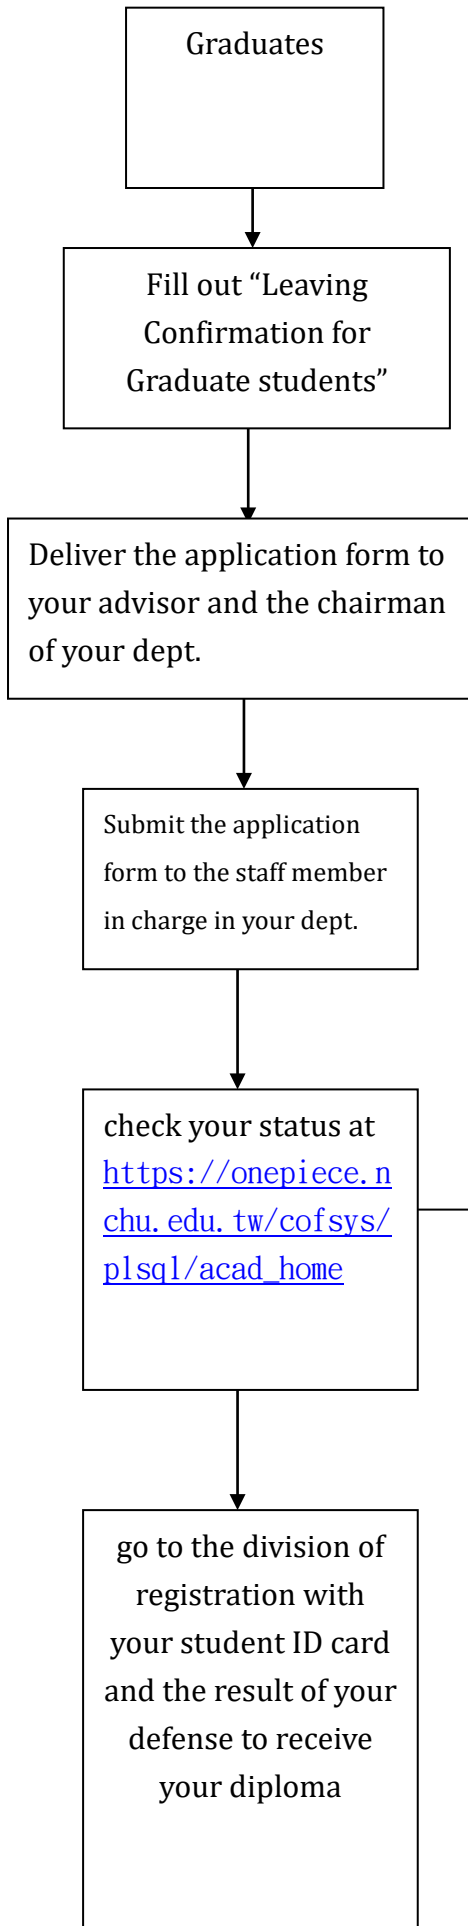 Graduates
Fill out “Leaving
Confirmation for
Graduate students”
Deliver the application form to
your advisor and the chairman
of your dept.
Submit the application
form to the staff member
in charge in your dept.
check your status at
https://onepiece.n
chu.edu.tw/cofsys/
plsql/acad_home
go to the division of
registration with
your student ID card
and the result of your
defense to receive
your diploma